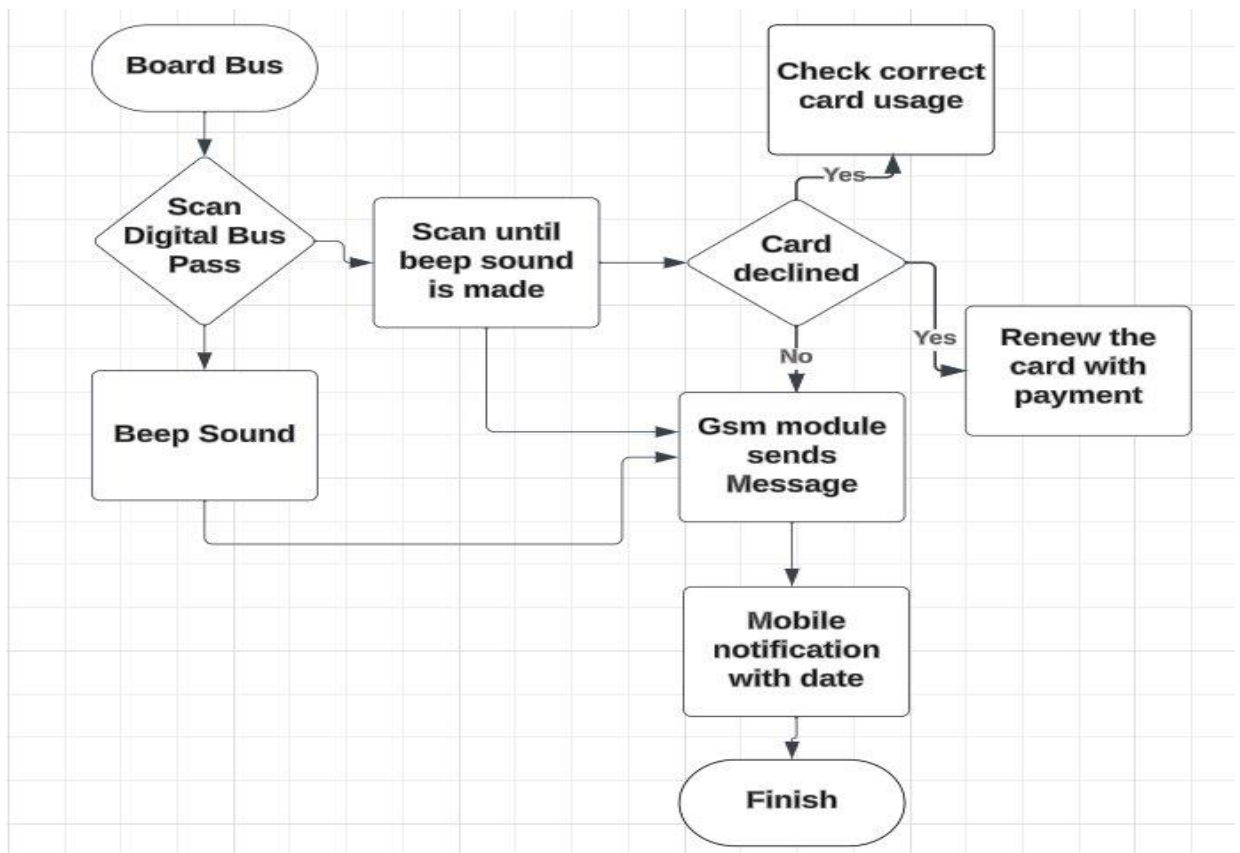 Board Bus
Check correct
card usage
Yes
Scan
Digital Bus
Pass
Scan until
beep sound
is made
Card
declined
Yes
Renew the
card with
payment
No
Beep Sound
Gsm module
sends
Message
Mobile
notification
with date
Finish